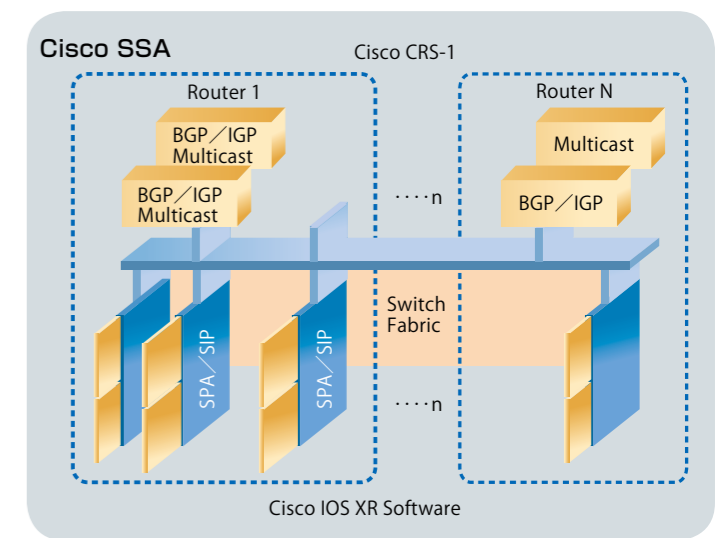 Cisco SSA
Cisco CRS-1
Router 1
Router N
BGP／IGP
Multicast
BGP／IGP
Multicast
････n
Multicast
BGP／IGP
Switch
Fabric
SPA／SIP
SPA／SIP
････n
Cisco IOS XR Software